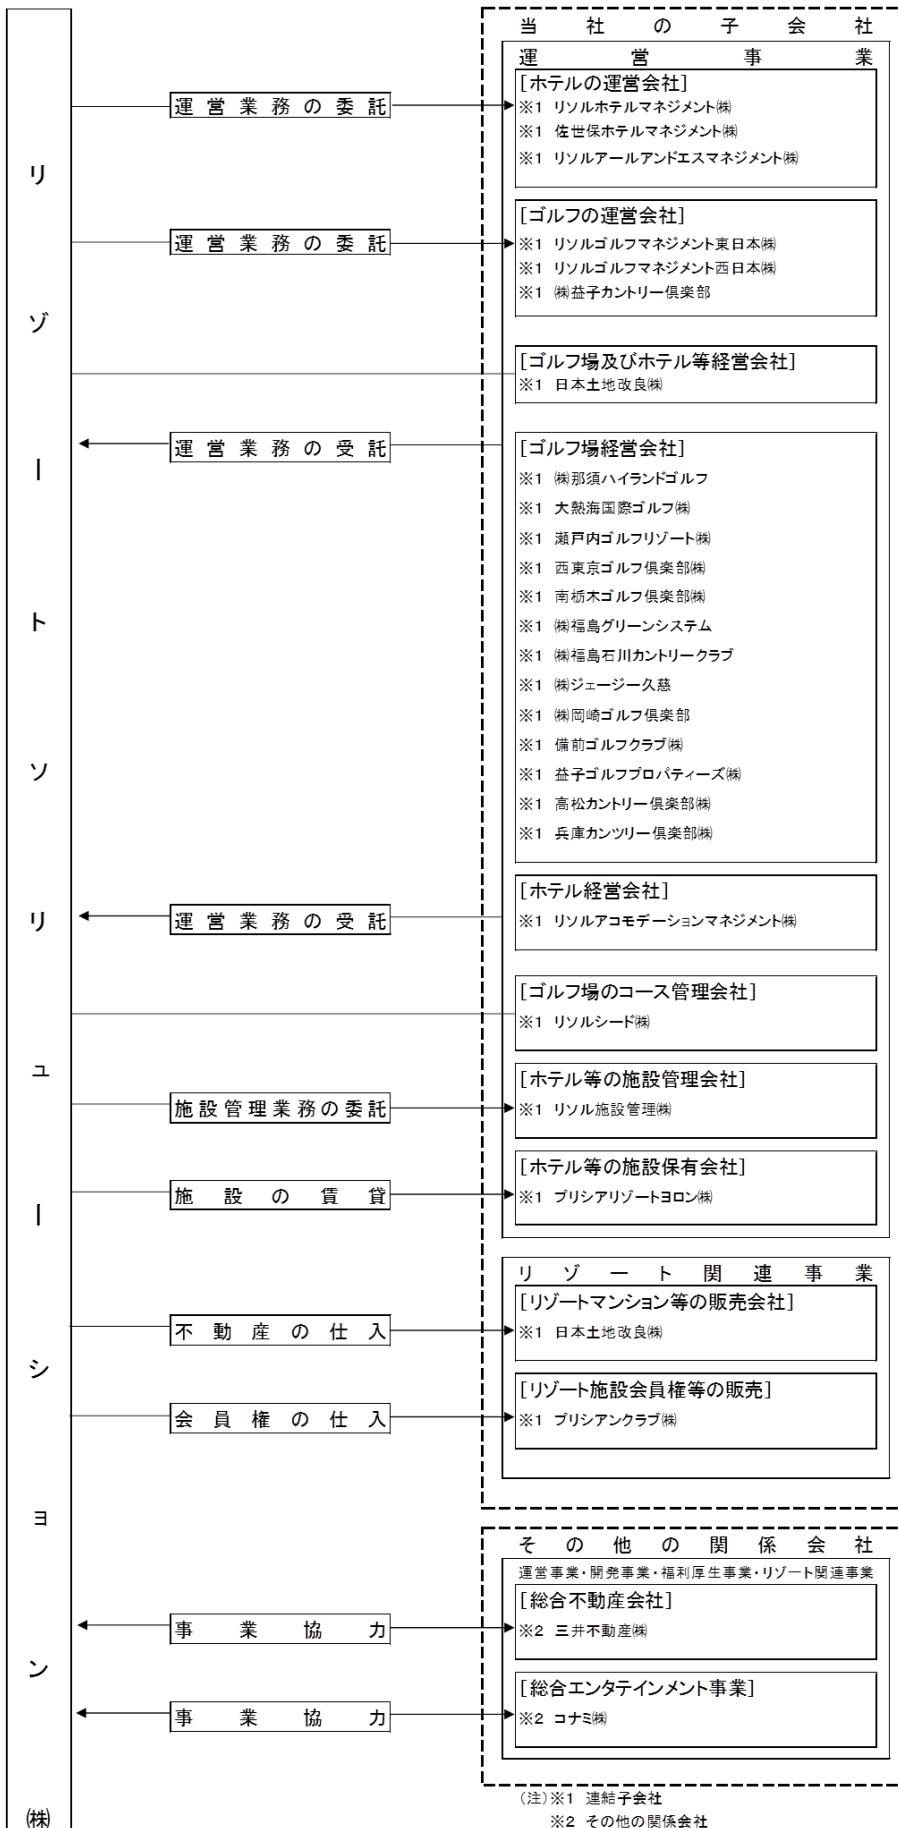 リゾートソリューション㈱
当社の子会社
運営事業
運営業務の委託
[ホテルの運営会社]
※1 リソルホテルマネジメント㈱
※1 佐世保ホテルマネジメント㈱
※1 リソルアールアンドエスマネジメント㈱
運営業務の委託
[ゴルフの運営会社]
※1 リソルゴルフマネジメント東日本㈱
※1 リソルゴルフマネジメント西日本㈱
※1 ㈱益子カントリー倶楽部
[ゴルフ場及びホテル等経営会社]
※1 日本土地改良㈱
運営業務の受託
[ゴルフ場経営会社]
※1 ㈱那須ハイランドゴルフ
※1 大熱海国際ゴルフ㈱
※1 瀬戸内ゴルフリゾート㈱
※1 西東京ゴルフ倶楽部㈱
※1 南栃木ゴルフ倶楽部㈱
※1 ㈱福島グリーンシステム
※1 ㈱福島石川カントリークラブ
※1 ㈱ジェージー久慈
※1 ㈱岡崎ゴルフ倶楽部
※1 備前ゴルフクラブ㈱
※1 益子ゴルフプロパティーズ㈱
※1 高松カントリー倶楽部㈱
※1 兵庫カンツリー倶楽部㈱
運営業務の受託
[ホテル経営会社]
※1 リソルアコモデーションマネジメント㈱
[ゴルフ場のコース管理会社]
※1 リソルシード㈱
施設管理業務の委託
[ホテル等の施設管理会社]
※1 リソル施設管理㈱
施設の賃貸
[ホテル等の施設保有会社]
※1 プリシアリゾートヨロン㈱
リゾート関連事業
不動産の仕入
[リゾートマンション等の販売会社]
※1 日本土地改良㈱
会員権の仕入
[リゾート施設会員権等の販売]
※1 プリシアンクラブ㈱
その他の関係会社
運営事業・開発事業・福利厚生事業・リゾート関連事業
事業協力
[総合不動産会社]
※2 三井不動産㈱
事業協力
[総合エンタテインメント事業]
※2 コナミ㈱
(注)※1 連結子会社
※2 その他の関係会社